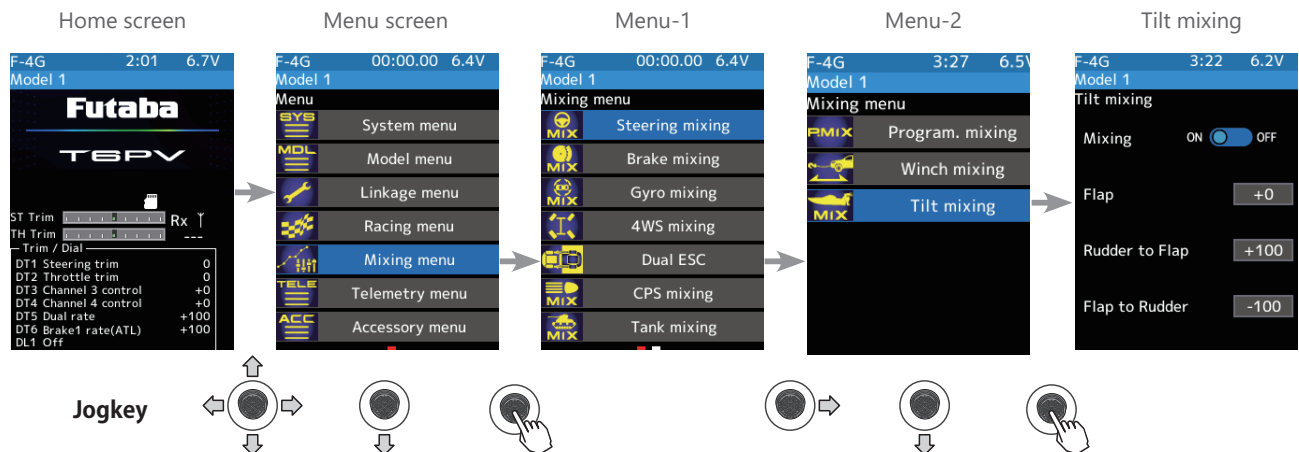 Home screen
Menu screen
Menu-1
Menu-2
Tilt mixing
F-4G 2:01 6.7V
Model 1
Futaba
T6PV
ST Trim
Rx
TH Trim
---
Trim / Dial
DT1 Steering trim 0
DT2 Throttle trim 0
DT3 Channel 3 control +0
DT4 Channel 4 control +0
DT5 Dual rate +100
DT6 Brake1 rate(ATL) +100
DL1 Off
F-4G 00:00.00 6.4V
Model 1
Menu
SYS System menu
MDL Model menu
Linkage menu
Racing menu
Mixing menu
TELE Telemetry menu
ACC Accessory menu
F-4G 00:00.00 6.4V
Model 1
Mixing menu
MIX Steering mixing
MIX Brake mixing
MIX Gyro mixing
4WS mixing
Dual ESC
MIX CPS mixing
MIX Tank mixing
F-4G 3:27 6.5V
Model 1
Mixing menu
P.MIX Program. mixing
Winch mixing
MIX Tilt mixing
F-4G 3:22 6.2V
Model 1
Tilt mixing
Mixing ON OFF
Flap +0
Rudder to Flap +100
Flap to Rudder -100
Jogkey